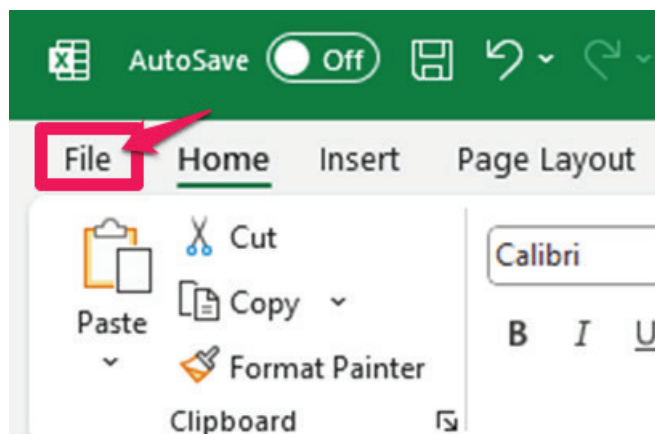 AutoSave Off
File Home Insert Page Layout
Cut
Calibri
Copy
Paste
B I U
Format Painter
Clipboard